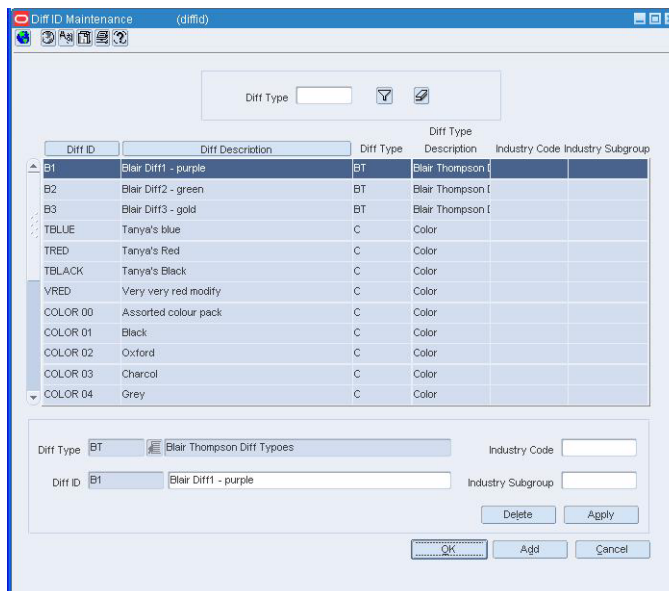 Diff ID Maintenance (diffid)
Diff Type
Diff ID Diff Description Diff Type Diff Type Description Industry Code Industry Subgroup
B1 Blair Diff1 - purple BT Blair Thompson D
B2 Blair Diff2 - green BT Blair Thompson D
B3 Blair Diff3 - gold BT Blair Thompson D
TBLUE Tanya's blue C Color
TRED Tanya's Red C Color
TBLACK Tanya's Black C Color
VRED Very very red modify C Color
COLOR 00 Assorted colour pack C Color
COLOR 01 Black C Color
COLOR 02 Oxford C Color
COLOR 03 Charcol C Color
COLOR 04 Grey C Color
Diff Type BT Blair Thompson Diff Typoes Industry Code
Diff ID B1 Blair Diff1 - purple Industry Subgroup
Delete Apply
OK Add Cancel